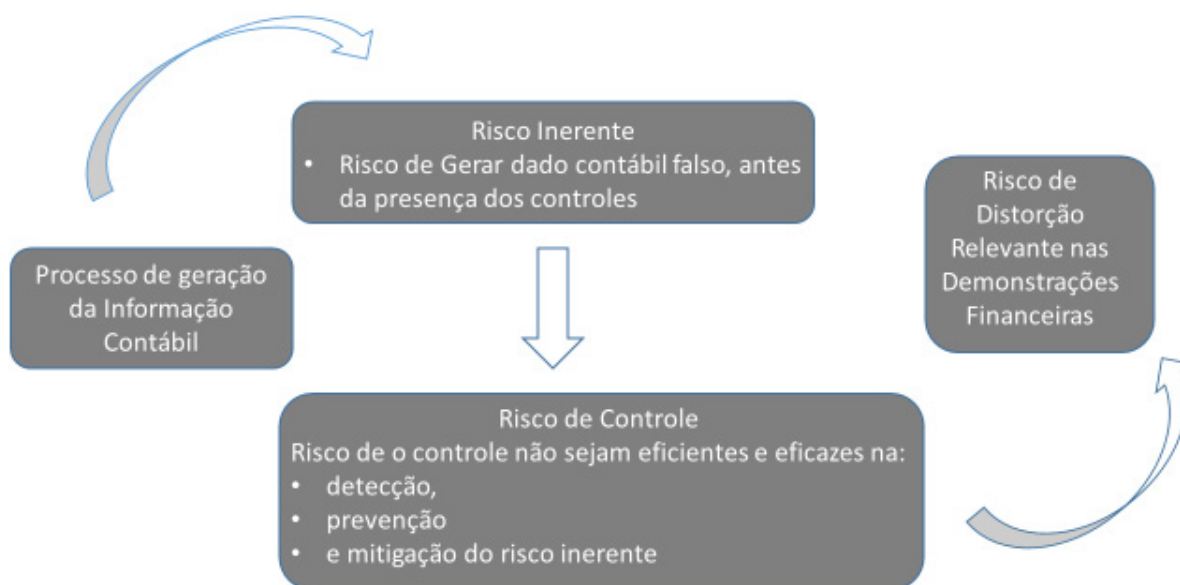 Processo de geração
da Informação
Contábil
Risco Inerente
• Risco de Gerar dado contábil falso, antes
da presença dos controles
Risco de Controle
Risco de o controle não sejam eficientes e eficazes na:
• detecção,
• prevenção
• e mitigação do risco inerente
Risco de
Distorção
Relevante nas
Demonstrações
Financeiras